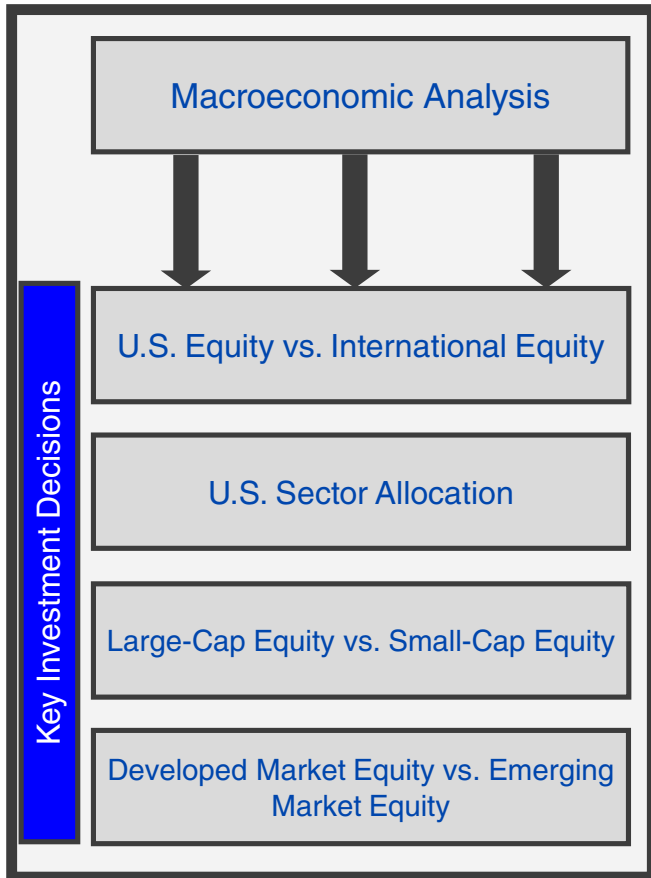 Macroeconomic Analysis
Key Investment Decisions
U.S. Equity vs. International Equity
U.S. Sector Allocation
Large-Cap Equity vs. Small-Cap Equity
Developed Market Equity vs. Emerging
Market Equity